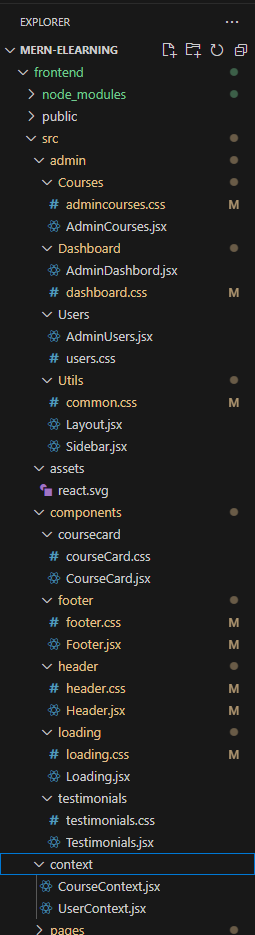 EXPLORER
MERN-ELEARNING
frontend
node_modules
public
src
admin
Courses
# admincourses.css M
AdminCourses.jsx
Dashboard
AdminDashbord.jsx
# dashboard.css M
Users
AdminUsers.jsx
# users.css
Utils
# common.css M
Layout.jsx
Sidebar.jsx
assets
react.svg
components
coursecard
# courseCard.css
CourseCard.jsx
footer
# footer.css M
Footer.jsx M
header
# header.css M
Header.jsx M
loading
# loading.css M
Loading.jsx
testimonials
# testimonials.css
Testimonials.jsx
context
CourseContext.jsx
UserContext.jsx
pages